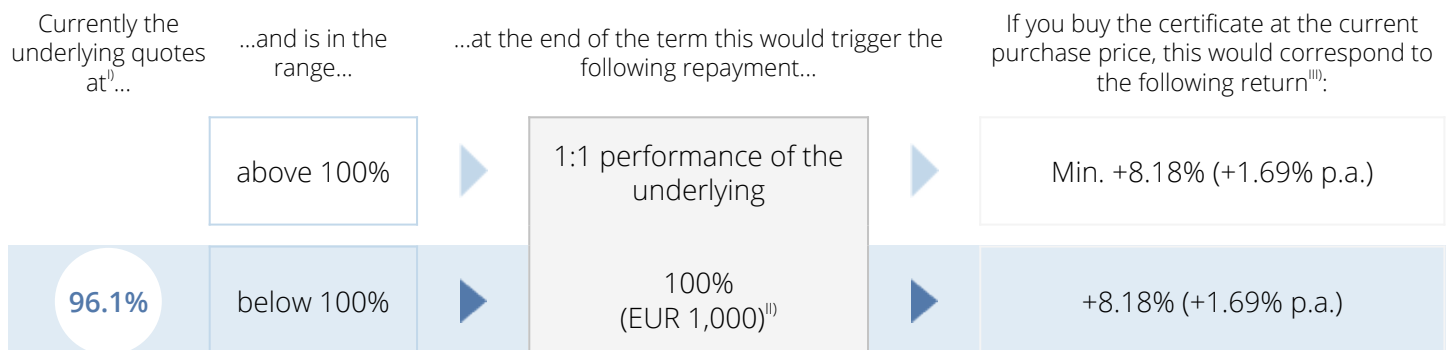 Currently the
underlying quotes
at^I)...
...and is in the
range...
...at the end of the term this would trigger the
following repayment...
If you buy the certificate at the current
purchase price, this would correspond to
the following return^III):
above 100%
1:1 performance of the
underlying
Min. +8.18% (+1.69% p.a.)
96.1%
below 100%
100%
(EUR 1,000)^II)
+8.18% (+1.69% p.a.)